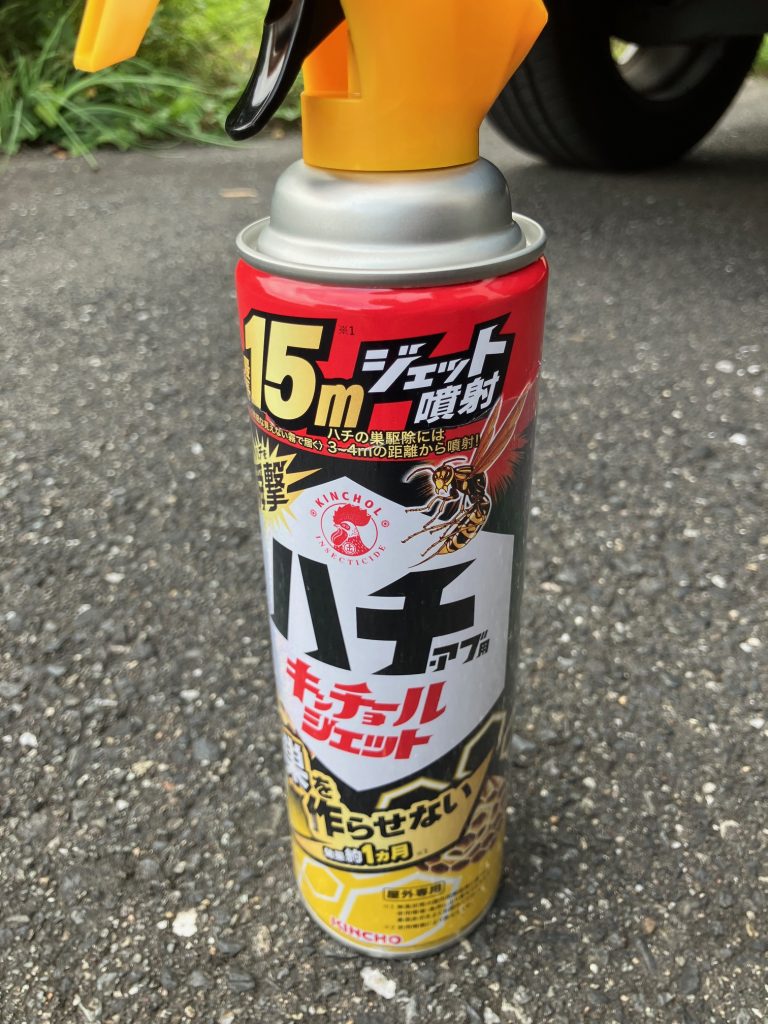 15m
※1
ジェット
噴射
ハチの巣駆除には
3~4mの距離から噴射!
撃
KINCHOL
INSECTICIDE
ハチ
・アブ用
キンチョール
ジェット
巣を
作らせない
約1ヵ月
屋外専用
KINCHO